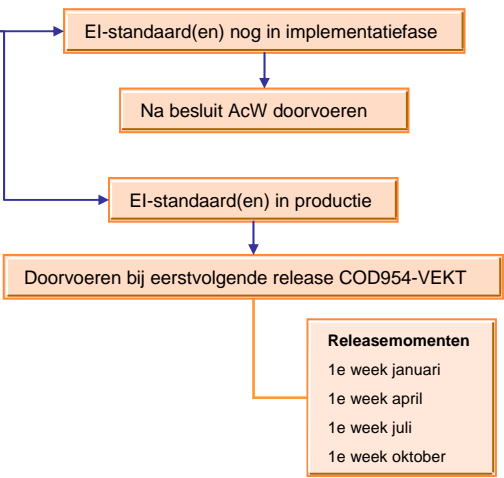 EI-standaard(en) nog in implementatiefase
Na besluit AcW doorvoeren
EI-standaard(en) in productie
Doorvoeren bij eerstvolgende release COD954-VEKT
Releasemomenten
1e week januari
1e week april
1e week juli
1e week oktober